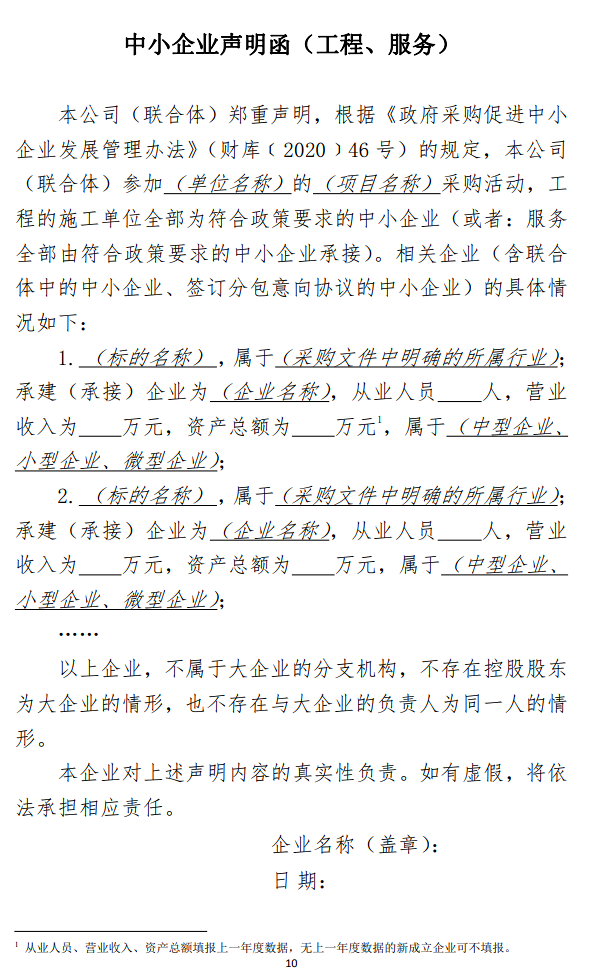 中小企业声明函（工程、服务）
本公司（联合体）郑重声明，根据《政府采购促进中小
企业发展管理办法》（财库﹝2020﹞46号）的规定，本公司
（联合体）参加（单位名称）的（项目名称）采购活动，工
程的施工单位全部为符合政策要求的中小企业（或者：服务
全部由符合政策要求的中小企业承接）。相关企业（含联合
体中的中小企业、签订分包意向协议的中小企业）的具体情
况如下：
1. （标的名称） ，属于（采购文件中明确的所属行业）；
承建（承接）企业为（企业名称），从业人员____人，营业
收入为____万元，资产总额为____万元1，属于（中型企业、
小型企业、微型企业）；
2. （标的名称） ，属于（采购文件中明确的所属行业）；
承建（承接）企业为（企业名称），从业人员____人，营业
收入为____万元，资产总额为____万元，属于（中型企业、
小型企业、微型企业）；
……
以上企业，不属于大企业的分支机构，不存在控股股东
为大企业的情形，也不存在与大企业的负责人为同一人的情
形。
本企业对上述声明内容的真实性负责。如有虚假，将依
法承担相应责任。
企业名称（盖章）：
日 期：
1 从业人员、营业收入、资产总额填报上一年度数据，无上一年度数据的新成立企业可不填报。
10